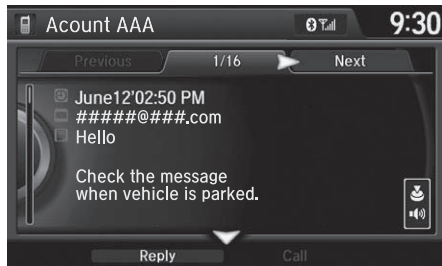 Acount AAA
9:30
Previous
1/16
Next
June12'02:50 PM
#####@###.com
Hello
Check the message
when vehicle is parked.
Reply
Call